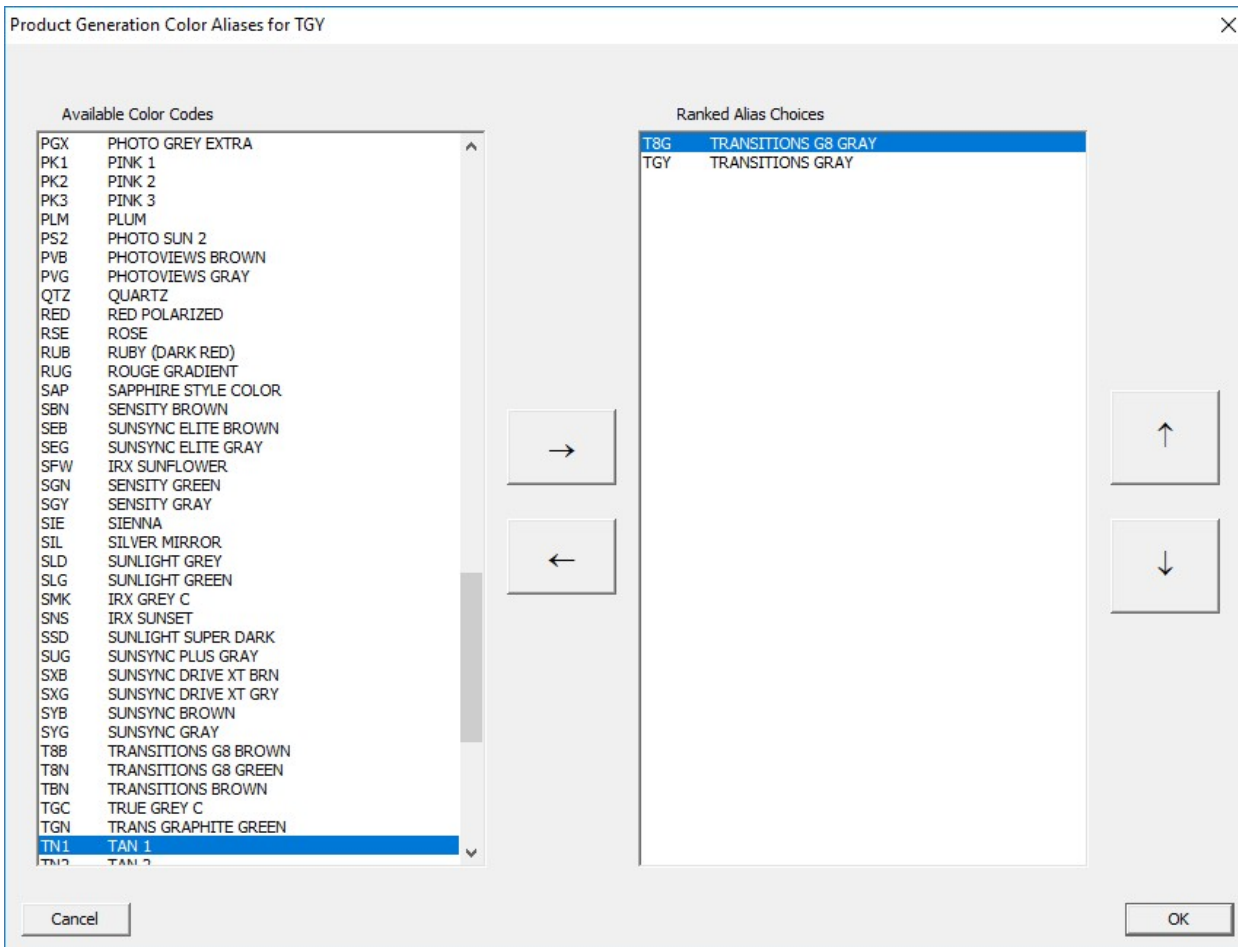 Product Generation Color Aliases for TGY
Available Color Codes
PGX PHOTO GREY EXTRA
PK1 PINK 1
PK2 PINK 2
PK3 PINK 3
PLM PLUM
PS2 PHOTO SUN 2
PVB PHOTOVIEWS BROWN
PVG PHOTOVIEWS GRAY
QTZ QUARTZ
RED RED POLARIZED
RSE ROSE
RUB RUBY (DARK RED)
RUG ROUGE GRADIENT
SAP SAPPHIRE STYLE COLOR
SBN SENSITY BROWN
SEB SUNSYNC ELITE BROWN
SEG SUNSYNC ELITE GRAY
SFW IRX SUNFLOWER
SGN SENSITY GREEN
SGY SENSITY GRAY
SIE SIENNA
SIL SILVER MIRROR
SLD SUNLIGHT GREY
SLG SUNLIGHT GREEN
SMK IRX GREY C
SNS IRX SUNSET
SSD SUNLIGHT SUPER DARK
SUG SUNSYNC PLUS GRAY
SXB SUNSYNC DRIVE XT BRN
SXG SUNSYNC DRIVE XT GRY
SYB SUNSYNC BROWN
SYG SUNSYNC GRAY
T8B TRANSITIONS G8 BROWN
T8N TRANSITIONS G8 GREEN
TBN TRANSITIONS BROWN
TGC TRUE GREY C
TGN TRANS GRAPHITE GREEN
TN1 TAN 1
TN2 TAN 2
Ranked Alias Choices
T8G TRANSITIONS G8 GRAY
TGY TRANSITIONS GRAY
→
←
↑
↓
Cancel
OK